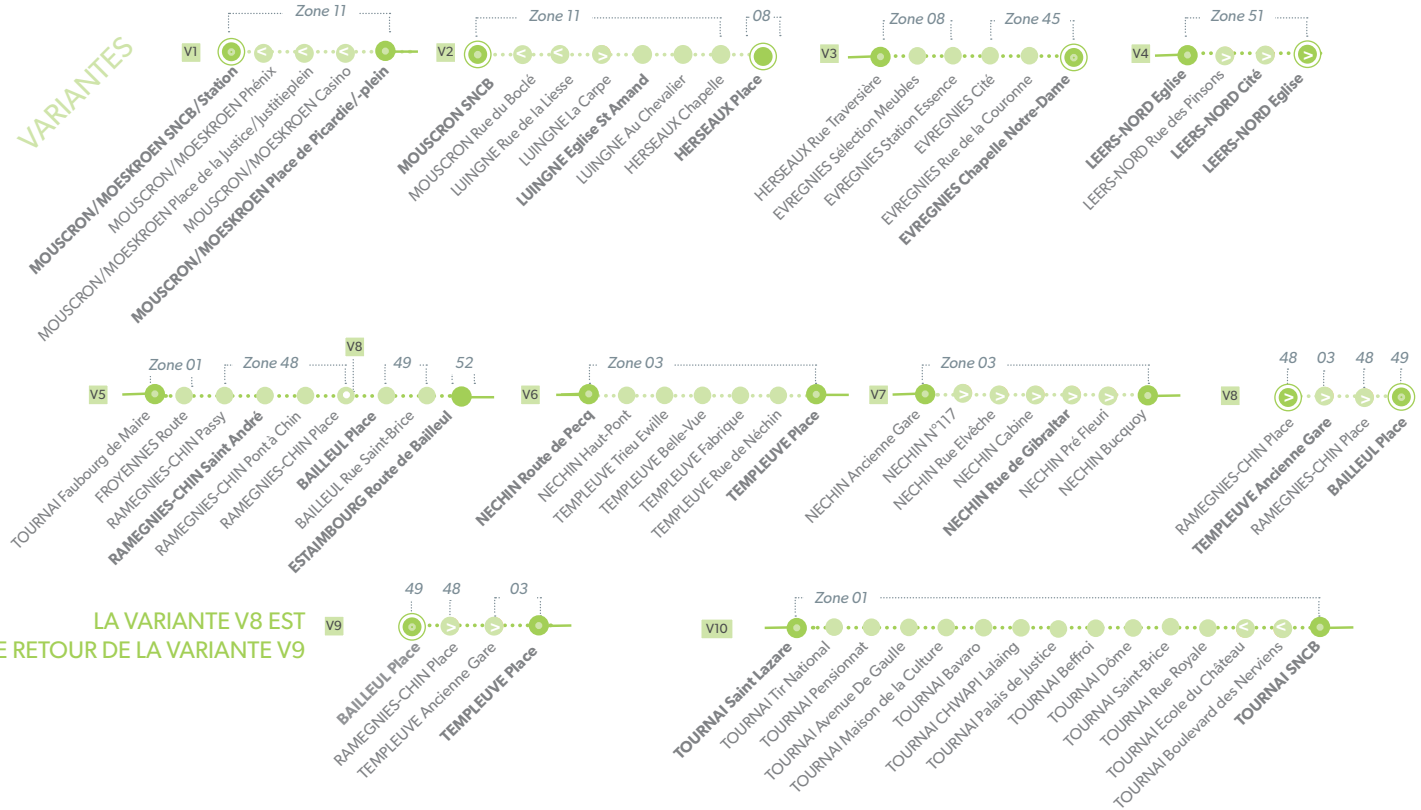 VARIANTES
V1
Zone 11
MOUSCRON/MOESKROEN SNCB/Station
MOUSCRON/MOESKROEN Phénix
MOUSCRON/MOESKROEN Place de la Justice/Justitieplein
MOUSCRON/MOESKROEN Casino
MOUSCRON/MOESKROEN Place de Picardie/-plein
V2
Zone 11
08
MOUSCRON SNCB
MOUSCRON Rue du Boclé
LUINGNE Rue de la Liesse
LUINGNE La Carpe
LUINGNE Eglise St Amand
LUINGNE Au Chevalier
HERSEAUX Chapelle
HERSEAUX Place
V3
Zone 08
Zone 45
HERSEAUX Rue Traversière
EVREGNIES Sélection Meubles
EVREGNIES Station Essence
EVREGNIES Cité
EVREGNIES Rue de la Couronne
EVREGNIES Chapelle Notre-Dame
V4
Zone 51
LEERS-NORD Eglise
LEERS-NORD Rue des Pinsons
LEERS-NORD Cité
LEERS-NORD Eglise
V5
Zone 01
Zone 48
V8
49
52
TOURNAI Faubourg de Maire
FROYENNES Route
RAMEGNIES-CHIN Passy
RAMEGNIES-CHIN Saint André
RAMEGNIES-CHIN Pont à Chin
RAMEGNIES-CHIN Place
BAILLEUL Place
BAILLEUL Rue Saint-Brice
ESTAIMBOURG Route de Bailleul
V6
Zone 03
NECHIN Route de Pecq
NECHIN Haut-Pont
TEMPLEUVE Trieu Ewille
TEMPLEUVE Belle-Vue
TEMPLEUVE Fabrique
TEMPLEUVE Rue de Néchin
TEMPLEUVE Place
V7
Zone 03
NECHIN Ancienne Gare
NECHIN N°117
NECHIN Rue Elvêche
NECHIN Cabine
NECHIN Rue de Gibraltar
NECHIN Pré Fleuri
NECHIN Bucquoy
V8
48
03
48
49
RAMEGNIES-CHIN Place
TEMPLEUVE Ancienne Gare
RAMEGNIES-CHIN Place
BAILLEUL Place
LA VARIANTE V8 EST
E RETOUR DE LA VARIANTE V9
V9
49
48
03
BAILLEUL Place
RAMEGNIES-CHIN Place
TEMPLEUVE Ancienne Gare
TEMPLEUVE Place
V10
Zone 01
TOURNAI Saint Lazare
TOURNAI Tir National
TOURNAI Pensionnat
TOURNAI Avenue De Gaulle
TOURNAI Maison de la Culture
TOURNAI Bavaro
TOURNAI CHWAPI Lalaing
TOURNAI Palais de Justice
TOURNAI Beffroi
TOURNAI Dôme
TOURNAI Saint-Brice
TOURNAI Rue Royale
TOURNAI Ecole du Château
TOURNAI Boulevard des Nerviens
TOURNAI SNCB